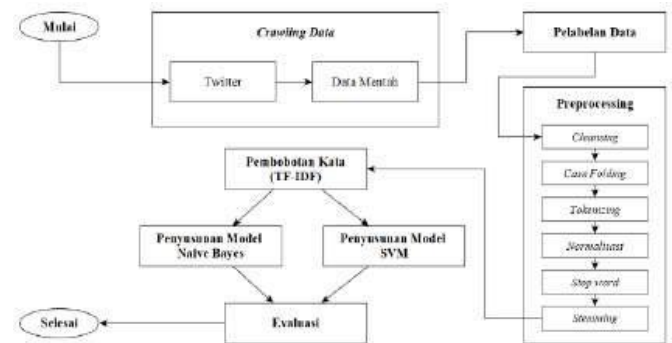 Mulai
Crawling Data
Twitter
Data Mentah
Pelabelan Data
Preprocessing
Cleansing
Case Folding
Tokenizing
Normalisasi
Stop word
Stemming
Pembobotan Kata
(TF-IDF)
Penyusunan Model
Naive Bayes
Penyusunan Model
SVM
Evaluasi
Selesai